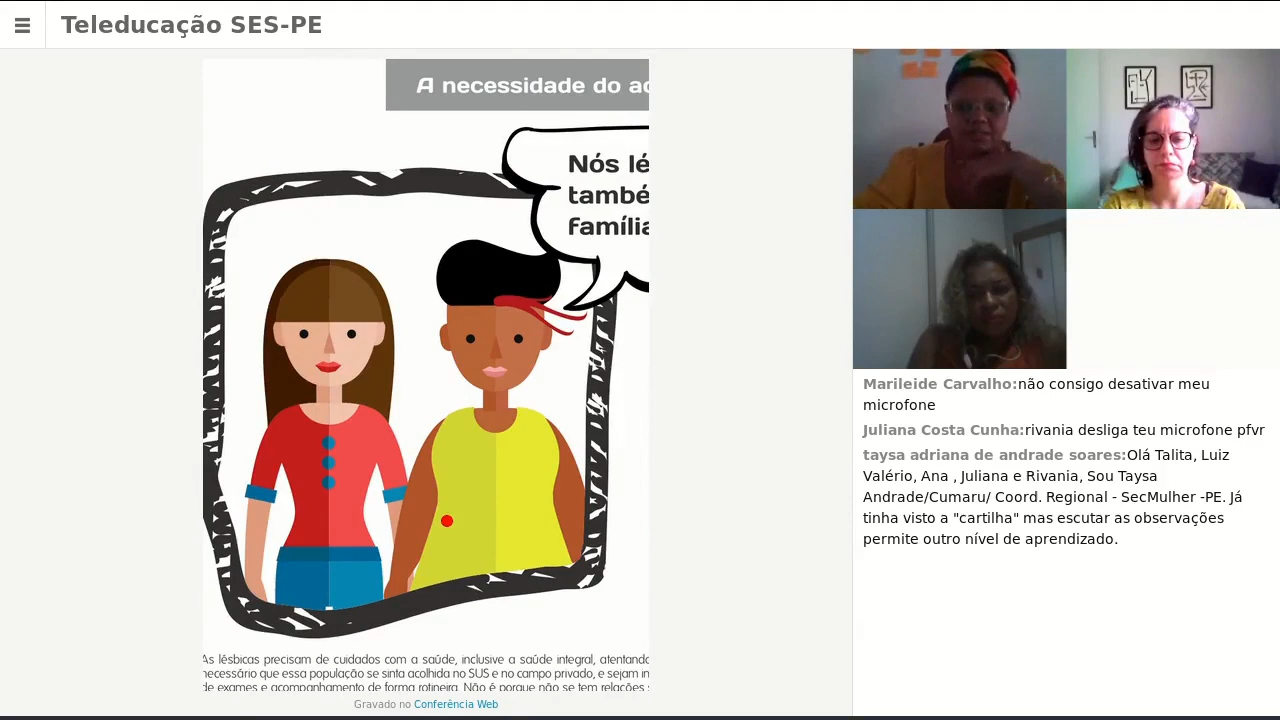 Teleducação SES-PE
A necessidade do
Nós
também
família
As lésbicas precisam de cuidados com a saúde, inclusive a saúde integral, atentando
necessário que essa população se sinta acolhida no SUS e no campo privado, e sejam
de exames e acompanhamento de forma rotineira. Não é porque não se tem relações
Gravado no Conferência Web
Marileide Carvalho:não consigo desativar meu
microfone
Juliana Costa Cunha:rivania desliga teu microfone pfvr
taysa adriana de andrade soares:Olá Talita, Luiz
Valério, Ana , Juliana e Rivania, Sou Taysa
Andrade/Cumaru/ Coord. Regional - SecMulher -PE. Já
tinha visto a "cartilha" mas escutar as observações
permite outro nível de aprendizado.